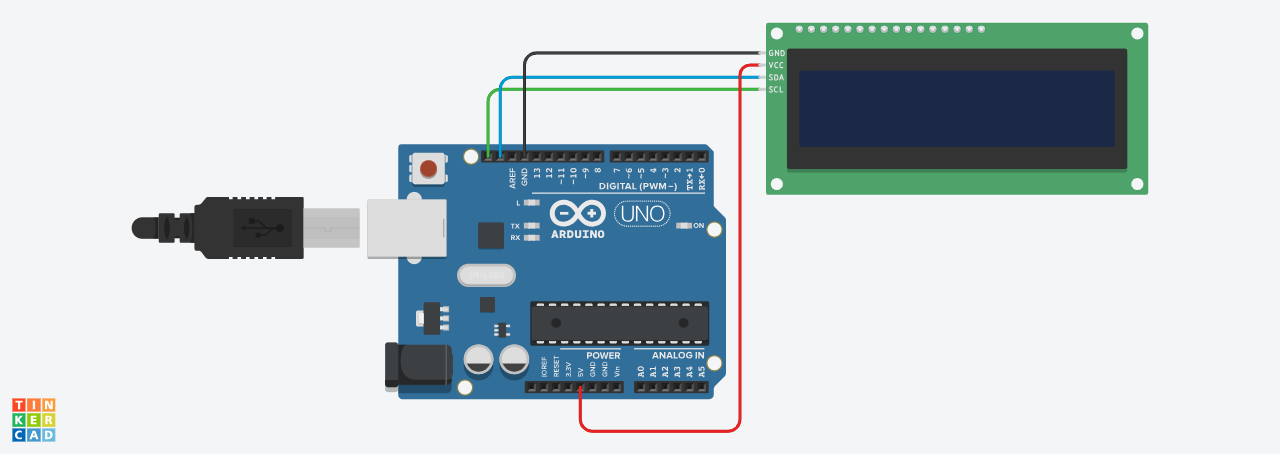 GND
VCC
SDA
SCL
AREF
GND
13
12
~11
~10
~9
8
7
~6
~5
4
~3
2
TX→1
RX←0
DIGITAL (PWM~)
L
TX
RX
UNO
ARDUINO
ON
POWER
ANALOG IN
IOREF
RESET
3.3V
5V
GND
GND
Vin
A0
A1
A2
A3
A4
A5
TIN
KER
CAD